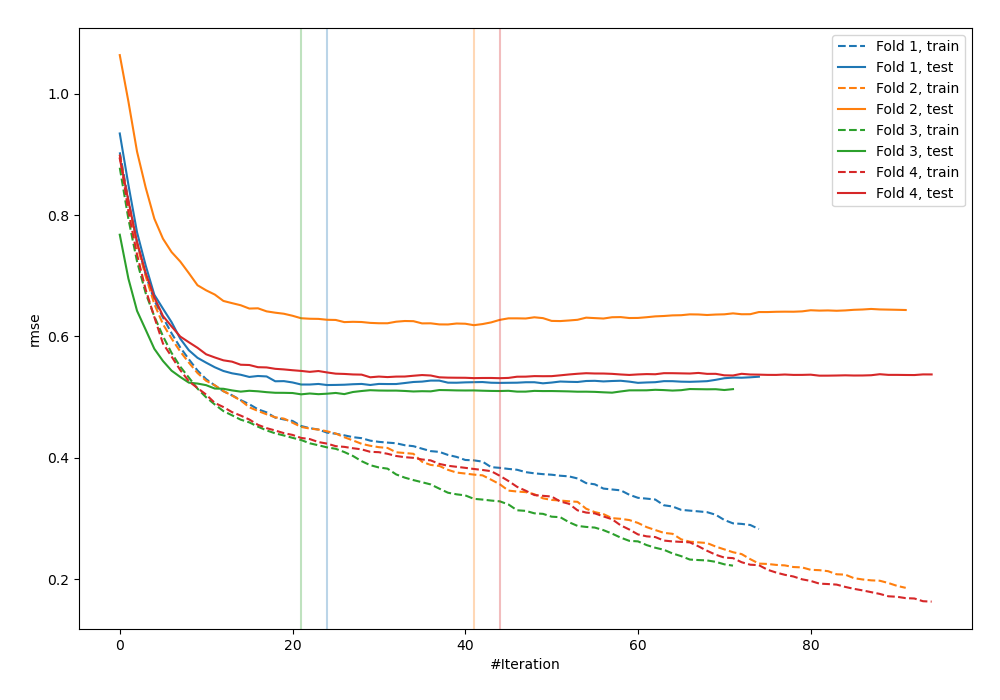 Fold 1, train
Fold 1, test
Fold 2, train
Fold 2, test
Fold 3, train
Fold 3, test
Fold 4, train
Fold 4, test
1.0
0.8
0.6
0.4
0.2
rmse
0 20 40 60 80
#Iteration